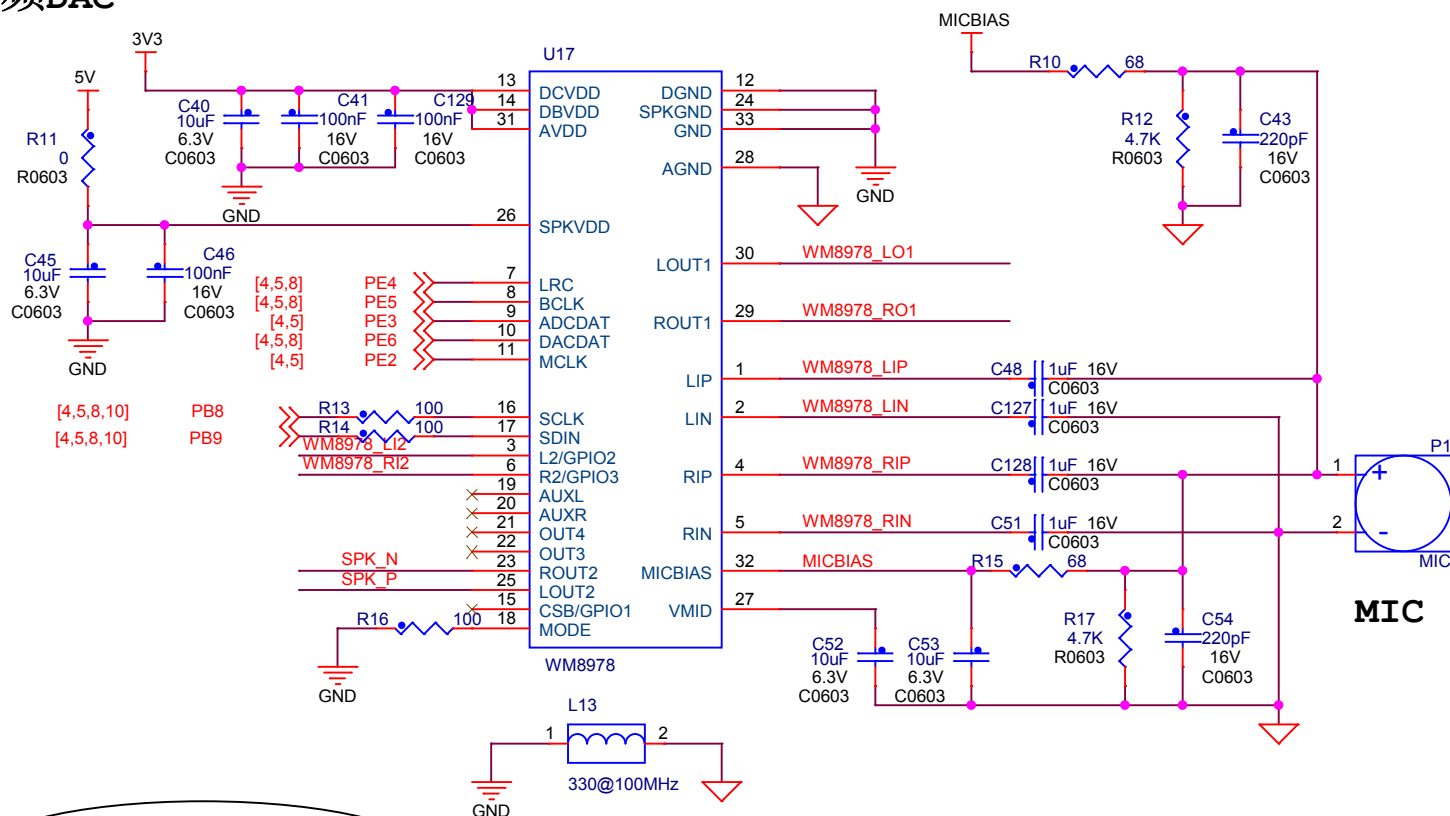 DAC
3V3
5V
U17
MICBIAS
R10 68
13 DCVDD
14 DBVDD
31 AVDD
12 DGND
24 SPKGND
33 GND
28 AGND
C40
10uF
6.3V
C0603
C41
100nF
16V
C0603
C129
100nF
16V
C0603
R11
0
R0603
R12
4.7K
R0603
C43
220pF
16V
C0603
GND
GND
26 SPKVDD
C45
10uF
6.3V
C0603
C46
100nF
16V
C0603
GND
30 LOUT1 WM8978_LO1
29 ROUT1 WM8978_RO1
[4,5,8] PE4 7 LRC
[4,5,8] PE5 8 BCLK
[4,5] PE3 9 ADCDAT
[4,5,8] PE6 10 DACDAT
[4,5] PE2 11 MCLK
LIP 1 WM8978_LIP C48 1uF 16V
C0603
LIN 2 WM8978_LIN C127 1uF 16V
C0603
[4,5,8,10] PB8 R13 100 16 SCLK
[4,5,8,10] PB9 R14 100 17 SDIN
WM8978_LI2 3 L2/GPIO2
WM8978_RI2 6 R2/GPIO3
RIP 4 WM8978_RIP C128 1uF 16V
C0603
RIN 5 WM8978_RIN C51 1uF 16V
C0603
P1
1 +
2 -
MIC
19 AUXL
20 AUXR
21 OUT4
22 OUT3
SPK_N 23 ROUT2
SPK_P 25 LOUT2
15 CSB/GPIO1
R16 100 18 MODE
GND
MICBIAS 32 MICBIAS R15 68
VMID 27
WM8978
C52
10uF
6.3V
C0603
C53
10uF
6.3V
C0603
R17
4.7K
R0603
C54
220pF
16V
C0603
MIC
L13
1 2
330@100MHz
GND